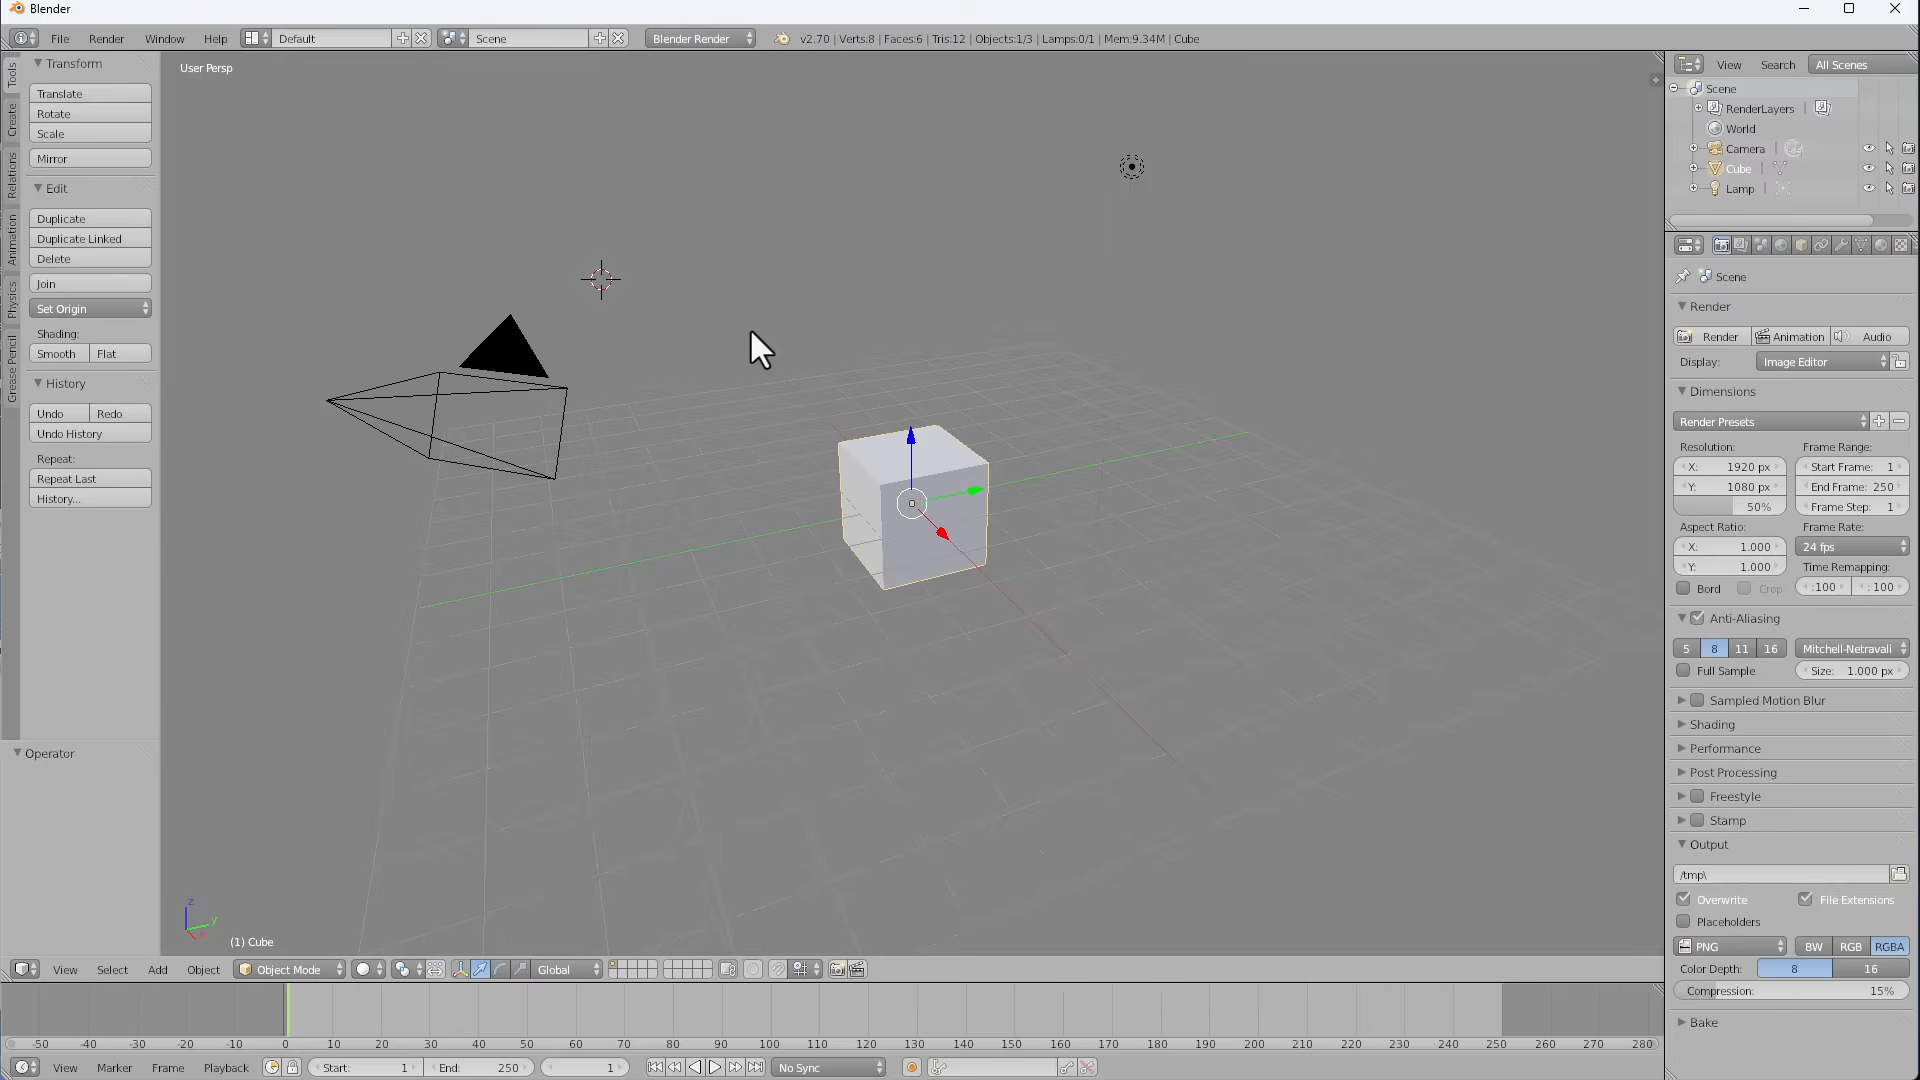 Blender
File Render Window Help Default Scene Blender Render v2.70 | Verts:8 | Faces:6 | Tris:12 | Objects:1/3 | Lamps:0/1 | Mem:9.34M | Cube
Tools
Create
Relations
Animation
Physics
Grease Pencil
Transform
Translate
Rotate
Scale
Mirror
Edit
Duplicate
Duplicate Linked
Delete
Join
Set Origin
Shading:
Smooth Flat
History
Undo Redo
Undo History
Repeat:
Repeat Last
History...
Operator
User Persp
z
y
x
(1) Cube
View Select Add Object Object Mode Global
-50 -40 -30 -20 -10 0 10 20 30 40 50 60 70 80 90 100 110 120 130 140 150 160 170 180 190 200 210 220 230 240 250 260 270 280
View Marker Frame Playback Start: 1 End: 250 1 No Sync
View Search All Scenes
Scene
RenderLayers
World
Camera
Cube
Lamp
Scene
Render
Render Animation Audio
Display: Image Editor
Dimensions
Render Presets
Resolution: Frame Range:
X: 1920 px Start Frame: 1
Y: 1080 px End Frame: 250
50% Frame Step: 1
Aspect Ratio: Frame Rate:
X: 1.000 24 fps
Y: 1.000 Time Remapping:
Bord Crop :100 : 100
Anti-Aliasing
5 8 11 16 Mitchell-Netravali
Full Sample Size: 1.000 px
Sampled Motion Blur
Shading
Performance
Post Processing
Freestyle
Stamp
Output
/tmp\
Overwrite File Extensions
Placeholders
PNG BW RGB RGBA
Color Depth: 8 16
Compression: 15%
Bake